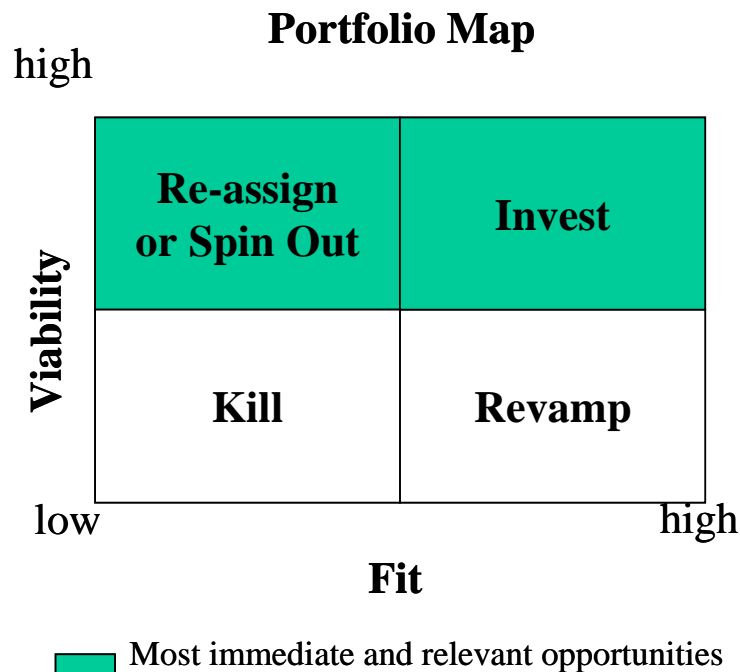 Portfolio Map
high
Re-assign
or Spin Out
Invest
Viability
Kill
Revamp
low
high
Fit
Most immediate and relevant opportunities